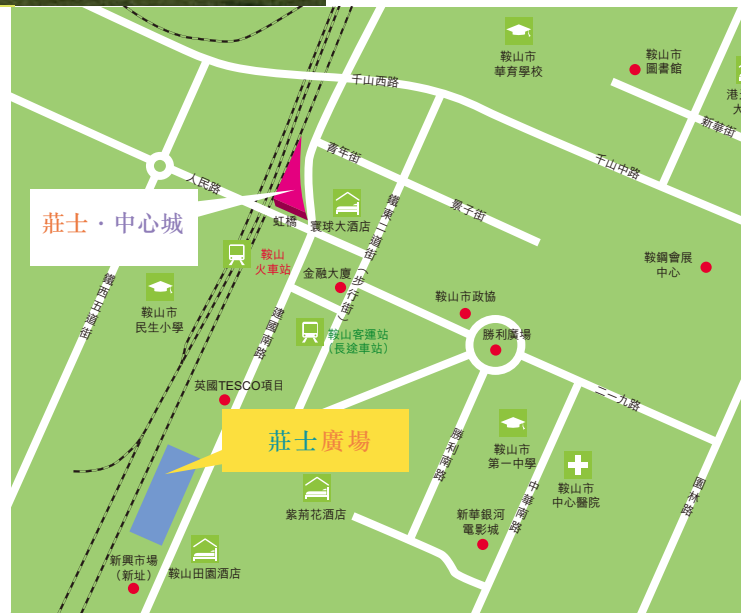 千山西路
鞍山市
華育學校
鞍山市
圖書館
新華街
千山中路
青年街
景子街
人民路
莊士·中心城
虹橋
寰球大酒店
鐵東二道街（步行街）
鞍山
火車站
金融大廈
鞍鋼會展
中心
鐵西五道街
鞍山市
民生小學
建國南路
鞍山客運站
（長途車站）
鞍山市政協
勝利廣場
英國TESCO項目
二一九路
莊士廣場
勝利南路
鞍山市
第一中學
中華南路
鞍山市
中心醫院
園林路
紫荊花酒店
新華銀河
電影城
新興市場
（新址）
鞍山田園酒店